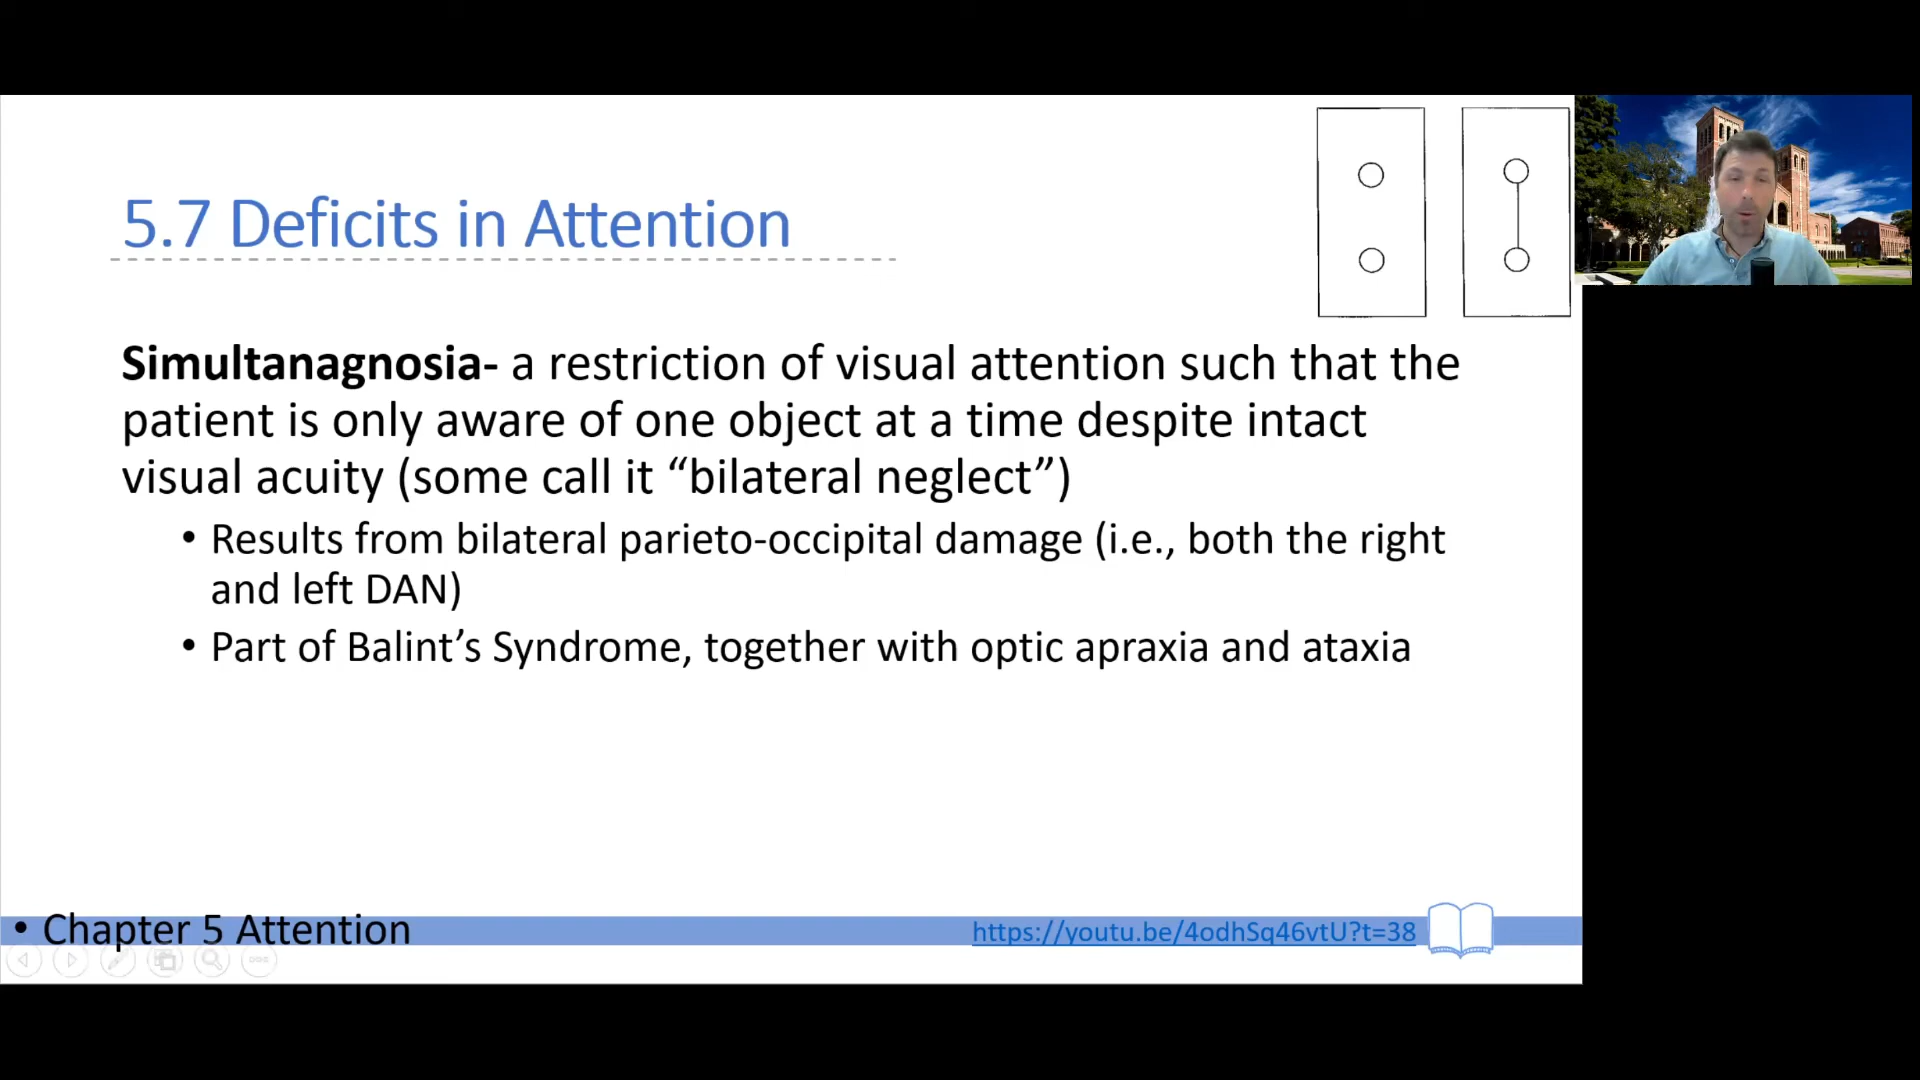 5.7 Deficits in Attention
Simultanagnosia- a restriction of visual attention such that the
patient is only aware of one object at a time despite intact
visual acuity (some call it “bilateral neglect”)
• Results from bilateral parieto-occipital damage (i.e., both the right
and left DAN)
• Part of Balint’s Syndrome, together with optic apraxia and ataxia
• Chapter 5 Attention
https://youtu.be/4odhSq46vtU?t=38